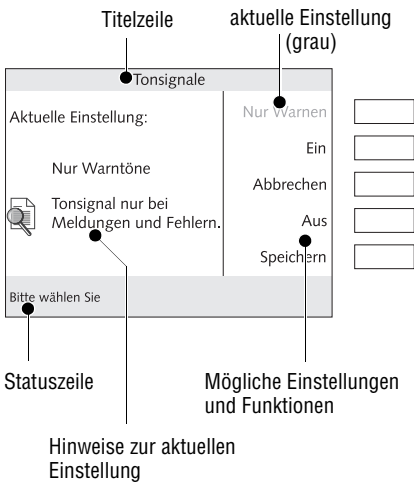 Titelzeile
aktuelle Einstellung
(grau)
Tonsignale
Aktuelle Einstellung:
Nur Warnen
Ein
Nur Warntöne
Abbrechen
Tonsignal nur bei
Meldungen und Fehlern.
Aus
Speichern
Bitte wählen Sie
Statuszeile
Mögliche Einstellungen
und Funktionen
Hinweise zur aktuellen
Einstellung